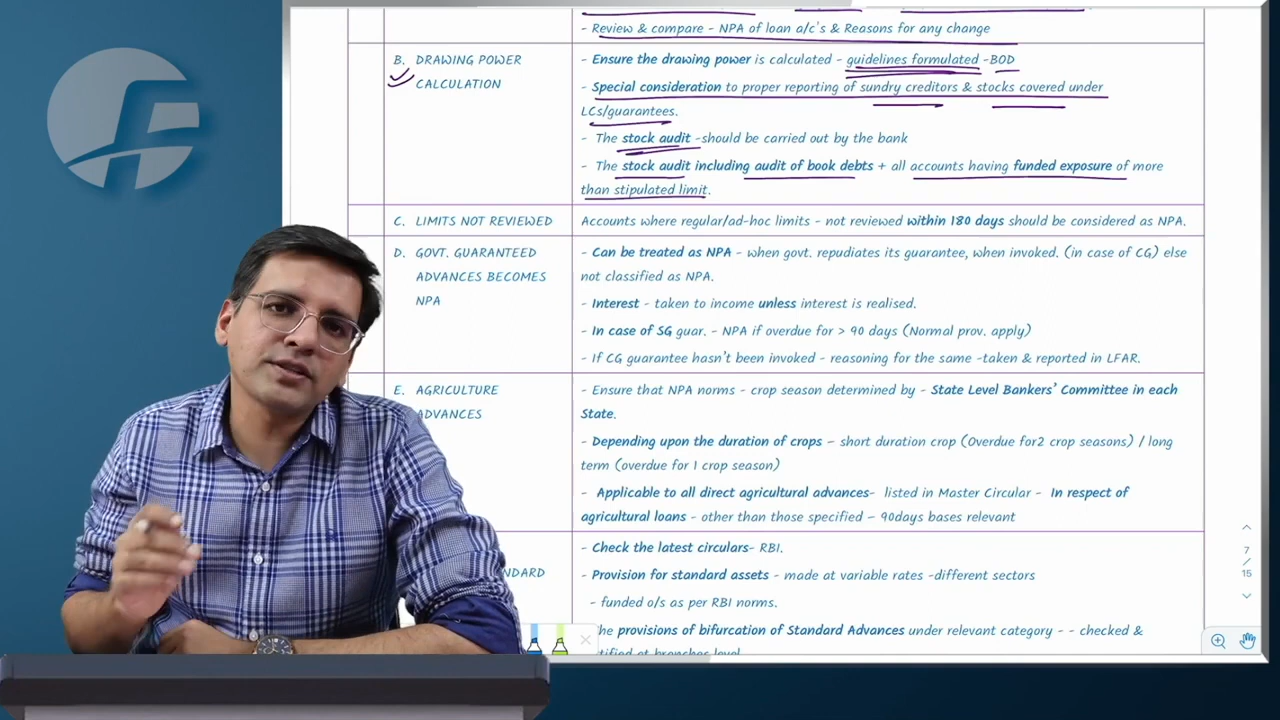 - Review & compare - NPA of loan a/c's & Reasons for any change
B. DRAWING POWER
CALCULATION
- Ensure the drawing power is calculated - guidelines formulated -BOD
- Special consideration to proper reporting of sundry creditors & stocks covered under
LCs/guarantees.
- The stock audit -should be carried out by the bank
- The stock audit including audit of book debts + all accounts having funded exposure of more
than stipulated limit.
C. LIMITS NOT REVIEWED
Accounts where regular/ad-hoc limits - not reviewed within 180 days should be considered as NPA.
D. GOVT. GUARANTEED
ADVANCES BECOMES
NPA
- Can be treated as NPA - when govt. repudiates its guarantee, when invoked. (in case of CG) else
not classified as NPA.
- Interest - taken to income unless interest is realised.
- In case of SG guar. - NPA if overdue for > 90 days (Normal prov. apply)
- If CG guarantee hasn't been invoked - reasoning for the same -taken & reported in LFAR.
E. AGRICULTURE
ADVANCES
- Ensure that NPA norms - crop season determined by - State Level Bankers' Committee in each
State.
- Depending upon the duration of crops – short duration crop (Overdue for2 crop seasons) / long
term (overdue for 1 crop season)
- Applicable to all direct agricultural advances- listed in Master Circular - In respect of
agricultural loans - other than those specified – 90days bases relevant
NDARD
- Check the latest circulars- RBI.
- Provision for standard assets - made at variable rates -different sectors
- funded o/s as per RBI norms.
provisions of bifurcation of Standard Advances under relevant category - - checked &
at branches level
7
/
15